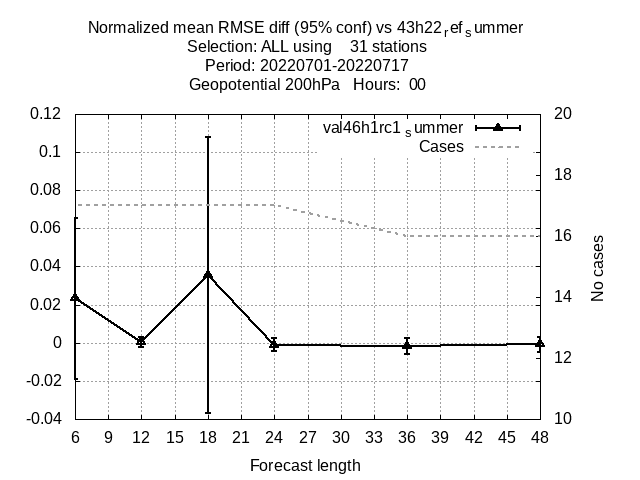 Normalized mean RMSE diff (95% conf) vs 43h22refsummer
Selection: ALL using 31 stations
Period: 20220701-20220717
Geopotential 200hPa Hours: 00
val46h1rc1summer
Cases
0.12
0.1
0.08
0.06
0.04
0.02
0
-0.02
-0.04
20
18
16
14
12
10
No cases
6 9 12 15 18 21 24 27 30 33 36 39 42 45 48
Forecast length